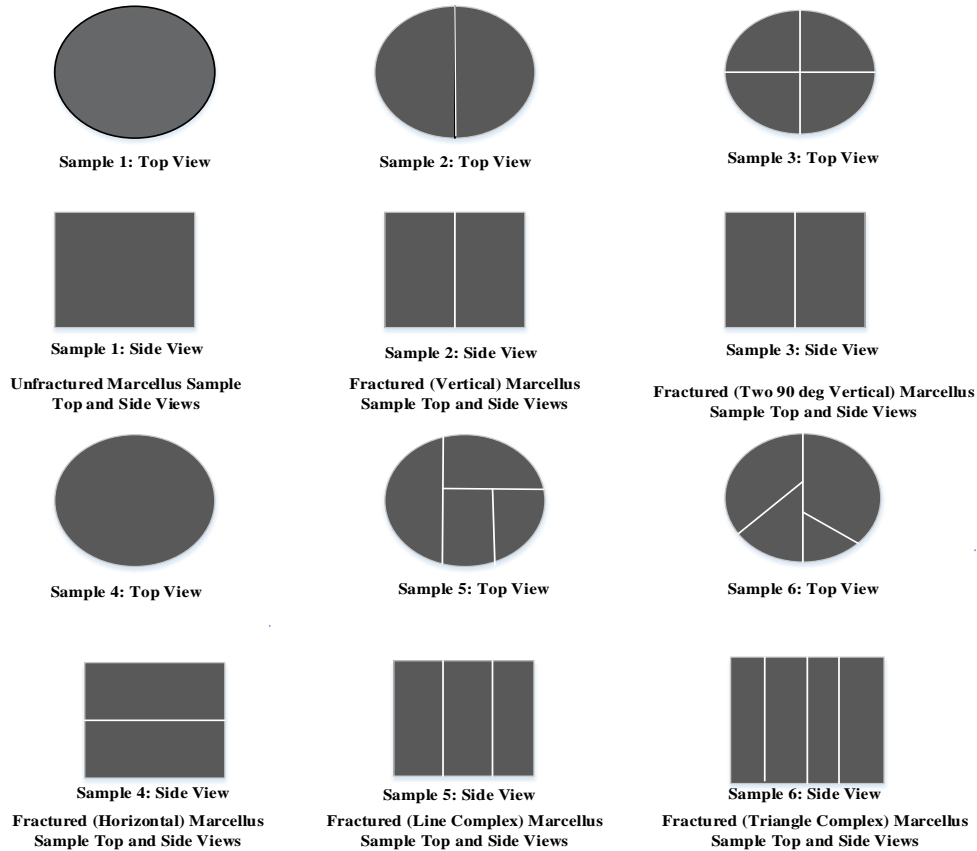 Sample 1: Top View
Sample 2: Top View
Sample 3: Top View
Sample 1: Side View
Sample 2: Side View
Sample 3: Side View
Unfractured Marcellus Sample
Top and Side Views
Fractured (Vertical) Marcellus
Sample Top and Side Views
Fractured (Two 90 deg Vertical) Marcellus
Sample Top and Side Views
Sample 4: Top View
Sample 5: Top View
Sample 6: Top View
Sample 4: Side View
Sample 5: Side View
Sample 6: Side View
Fractured (Horizontal) Marcellus
Sample Top and Side Views
Fractured (Line Complex) Marcellus
Sample Top and Side Views
Fractured (Triangle Complex) Marcellus
Sample Top and Side Views